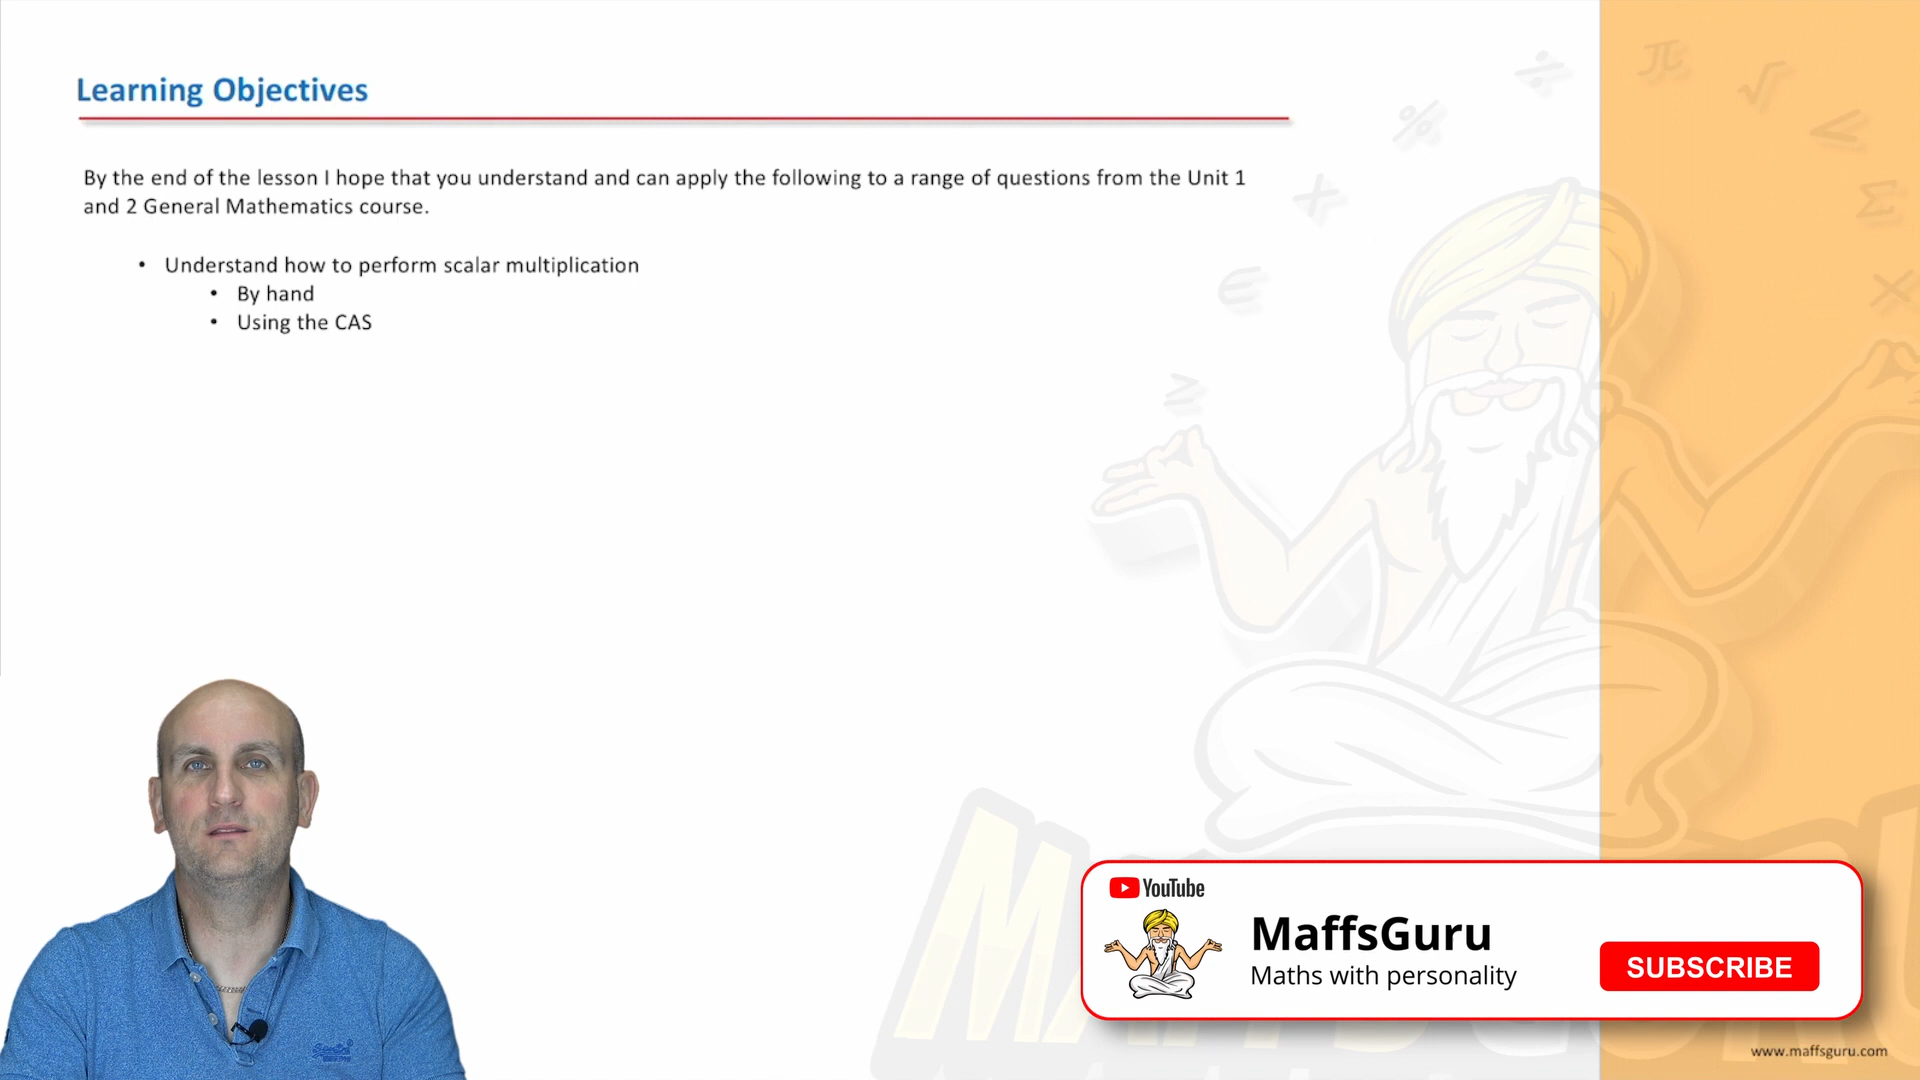 Learning Objectives
By the end of the lesson I hope that you understand and can apply the following to a range of questions from the Unit 1
and 2 General Mathematics course.
• Understand how to perform scalar multiplication
• By hand
• Using the CAS
YouTube
MaffsGuru
Maths with personality
SUBSCRIBE
www.maffsguru.com